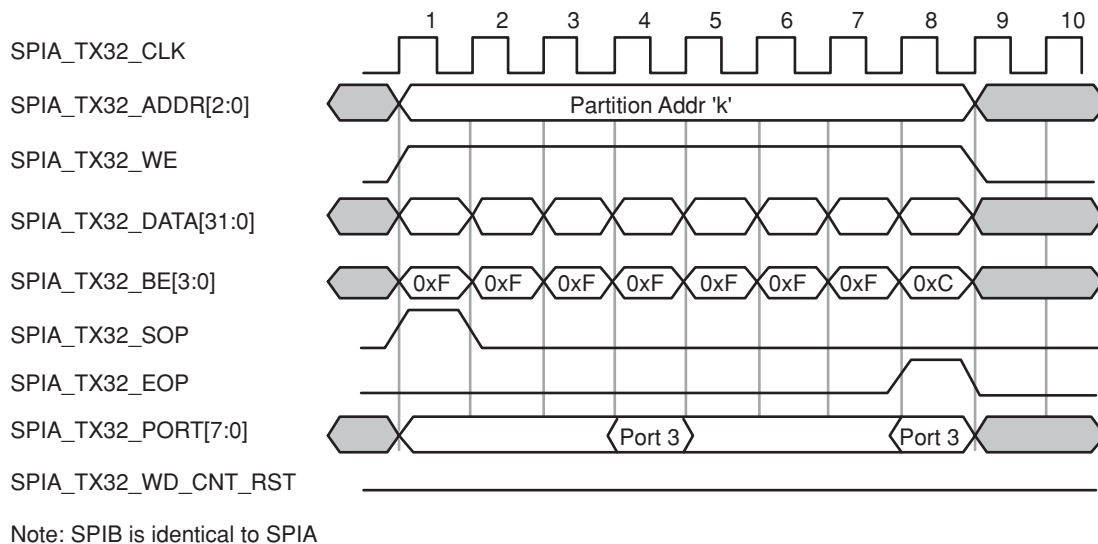 1 2 3 4 5 6 7 8 9 10
SPIA_TX32_CLK
SPIA_TX32_ADDR[2:0] Partition Addr 'k'
SPIA_TX32_WE
SPIA_TX32_DATA[31:0]
SPIA_TX32_BE[3:0] 0xF 0xF 0xF 0xF 0xF 0xF 0xF 0xC
SPIA_TX32_SOP
SPIA_TX32_EOP
SPIA_TX32_PORT[7:0] Port 3 Port 3
SPIA_TX32_WD_CNT_RST
Note: SPIB is identical to SPIA